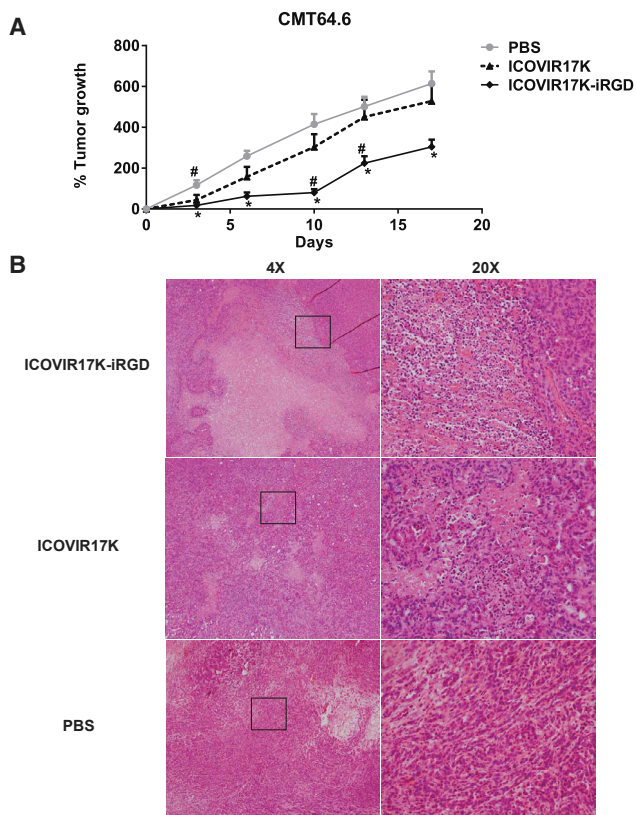 A
CMT64.6
% Tumor growth
800
600
400
200
0
0
5
10
15
20
Days
#
#
#
*
*
*
*
*
PBS
ICOVIR17K
ICOVIR17K-iRGD
B
4X
20X
ICOVIR17K-iRGD
ICOVIR17K
PBS